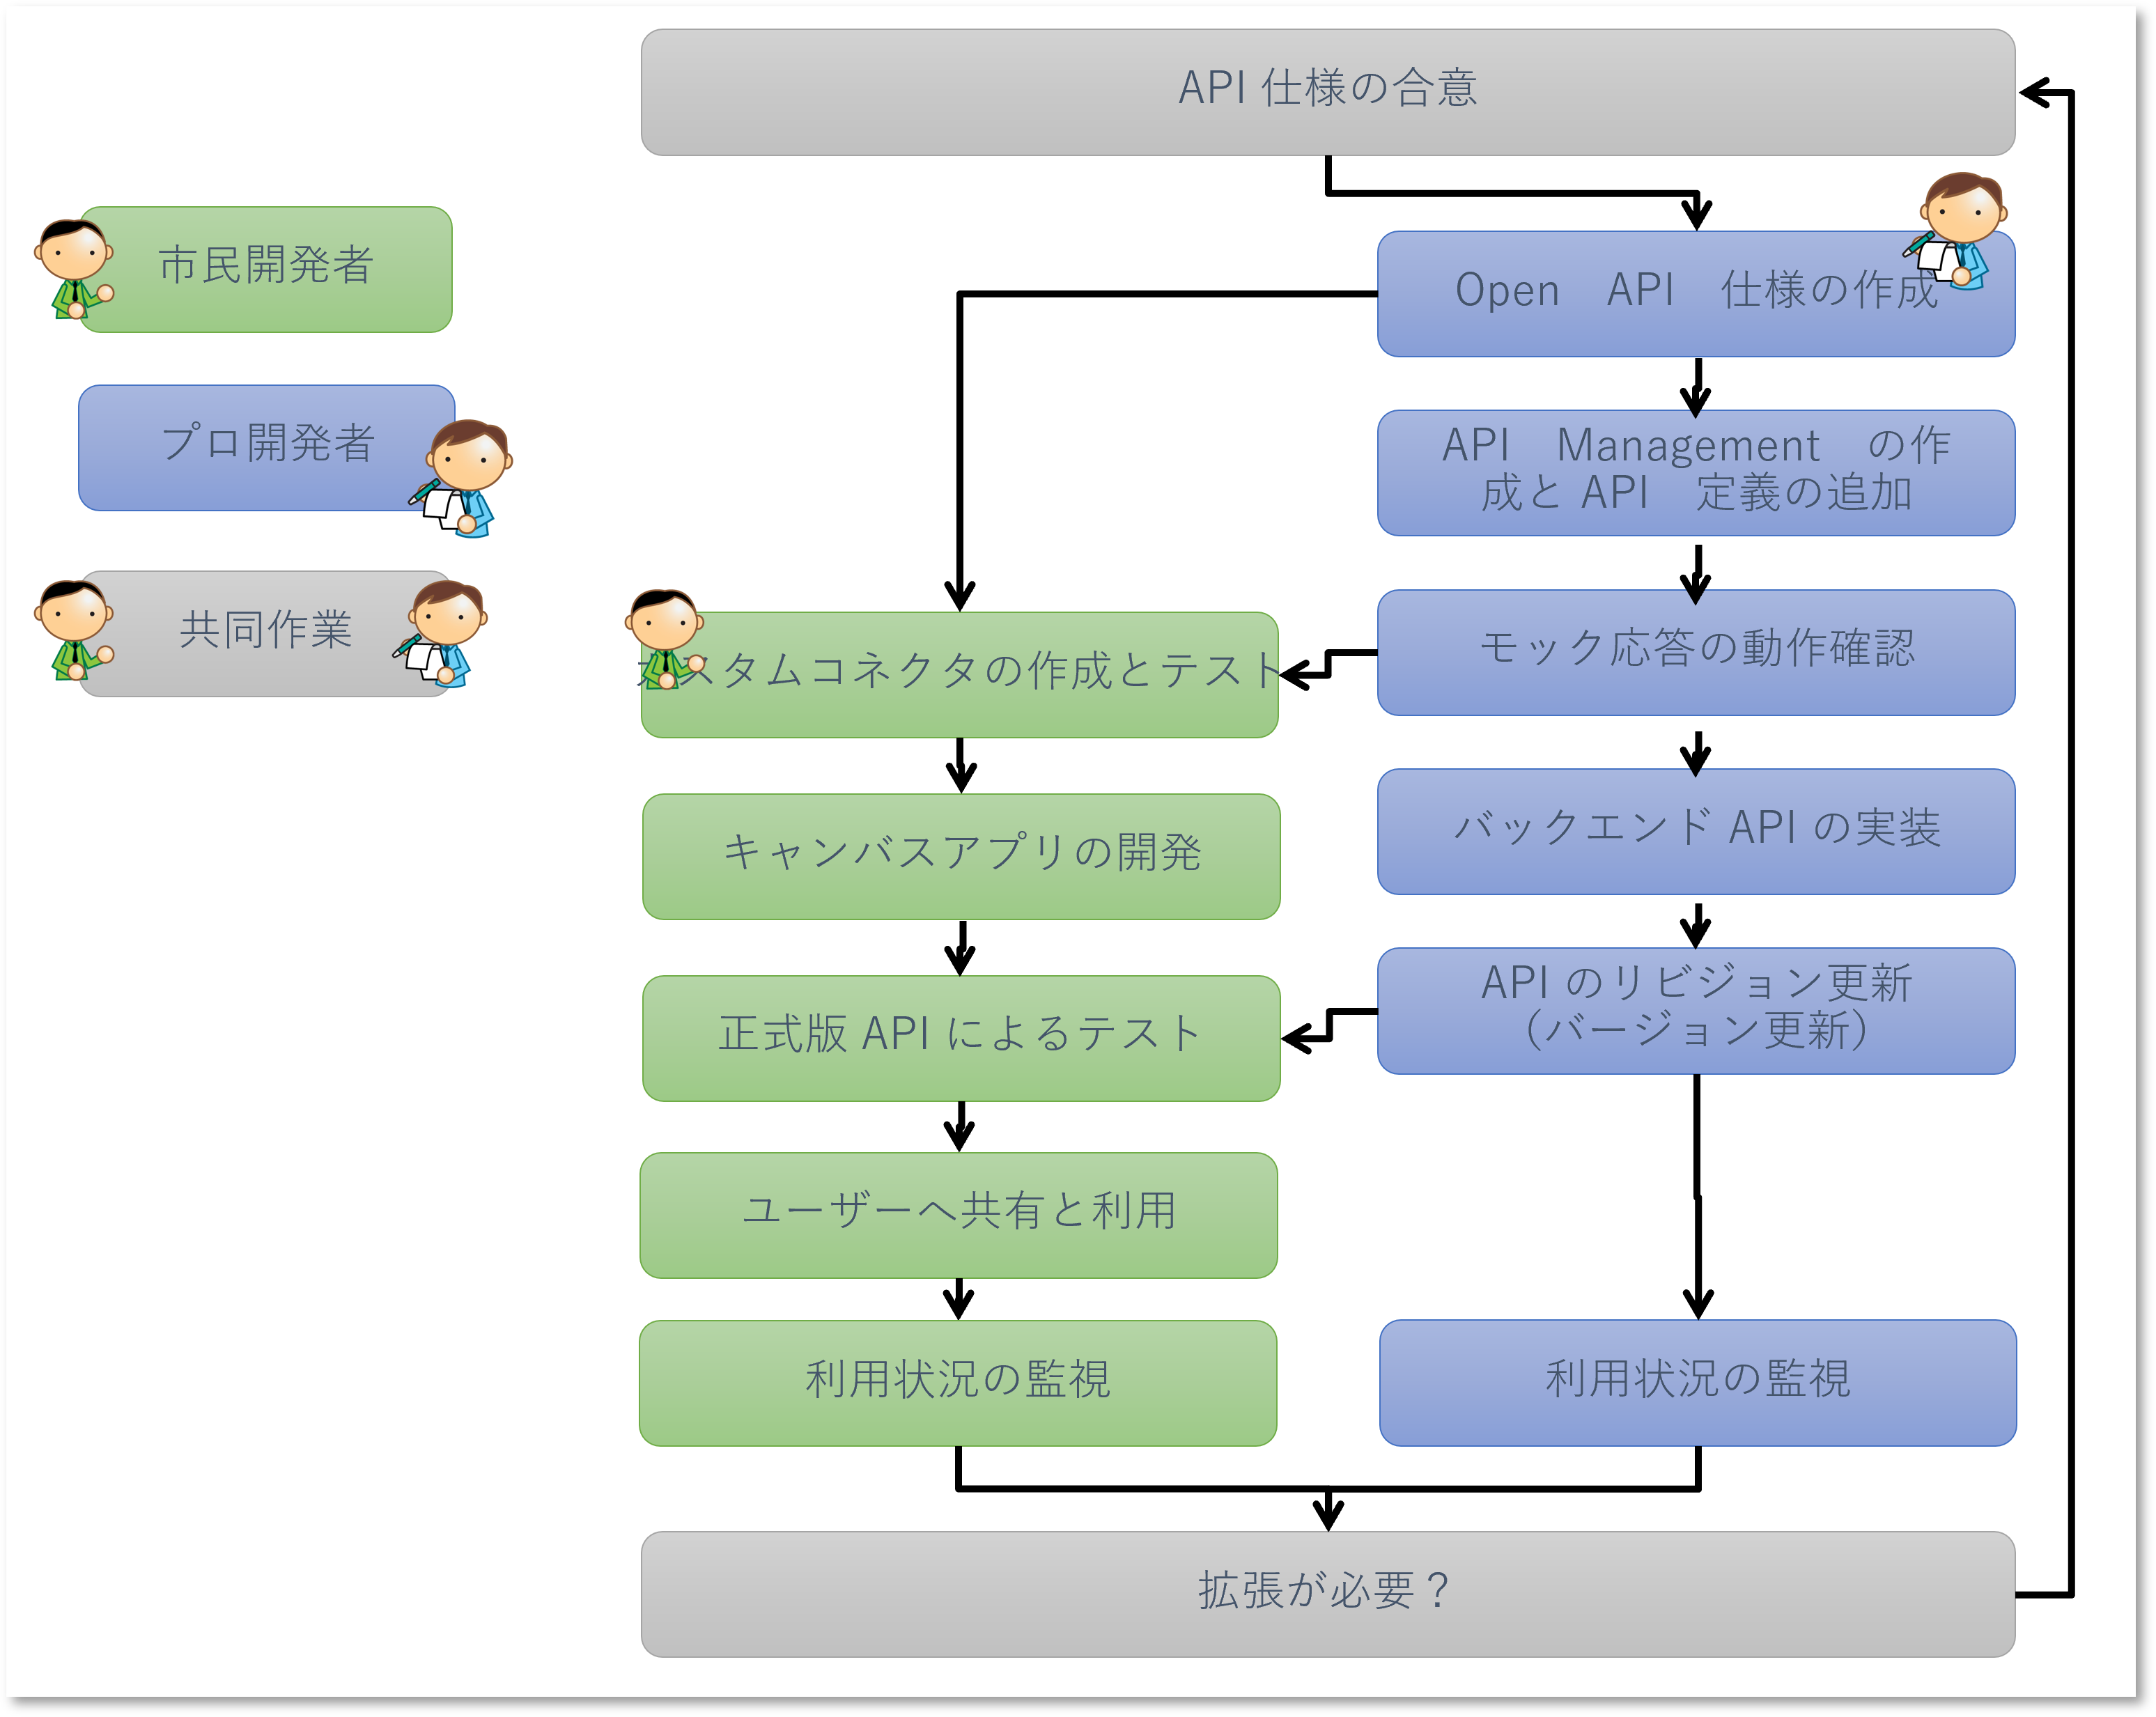 API 仕様の合意
市民開発者
プロ開発者
共同作業
Open　API　仕様の作成
API　Management　の作
成と API　定義の追加
モック応答の動作確認
バックエンド API の実装
API のリビジョン更新
（バージョン更新）
利用状況の監視
スタムコネクタの作成とテスト
キャンバスアプリの開発
正式版 API によるテスト
ユーザーへ共有と利用
利用状況の監視
拡張が必要？